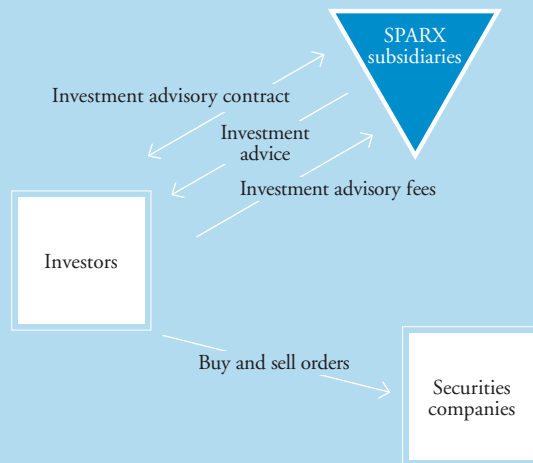 SPARX
subsidiaries
Investment advisory contract
Investment
advice
Investment advisory fees
Investors
Buy and sell orders
Securities
companies